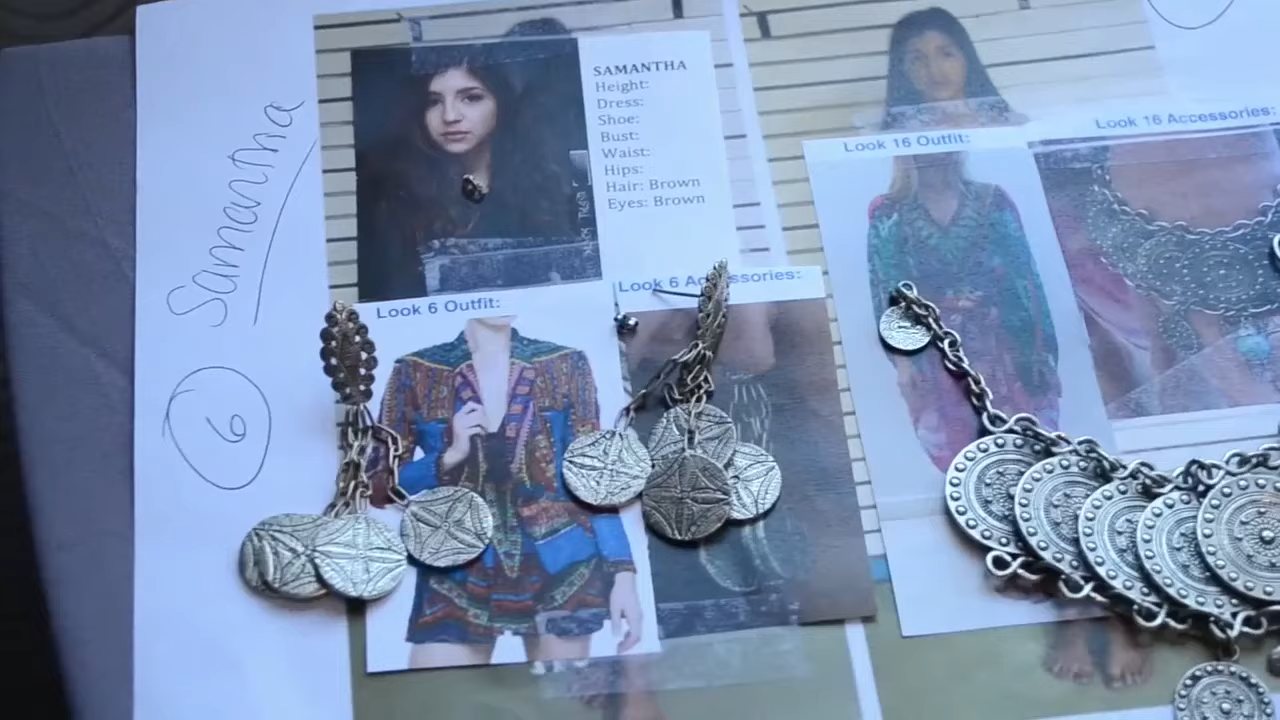 Samantha
6
SAMANTHA
Height:
Dress:
Shoe:
Bust:
Waist:
Hips:
Hair: Brown
Eyes: Brown
Look 6 Outfit:
Look 6 Accessories:
Look 16 Outfit:
Look 16 Accessories: